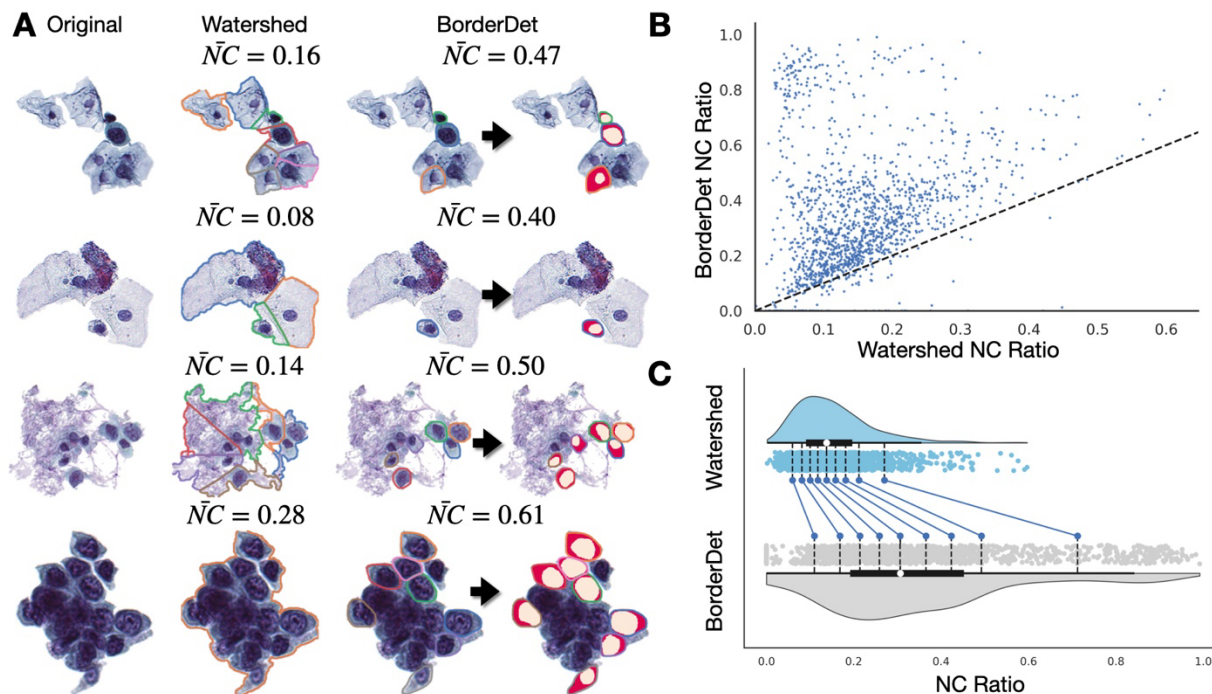 A Original Watershed BorderDet
N̄C = 0.16 N̄C = 0.47
N̄C = 0.08 N̄C = 0.40
N̄C = 0.14 N̄C = 0.50
N̄C = 0.28 N̄C = 0.61
B
BorderDet NC Ratio
1.0
0.8
0.6
0.4
0.2
0.0
0.0 0.1 0.2 0.3 0.4 0.5 0.6
Watershed NC Ratio
C
Watershed
BorderDet
0.0 0.2 0.4 0.6 0.8 1.0
NC Ratio